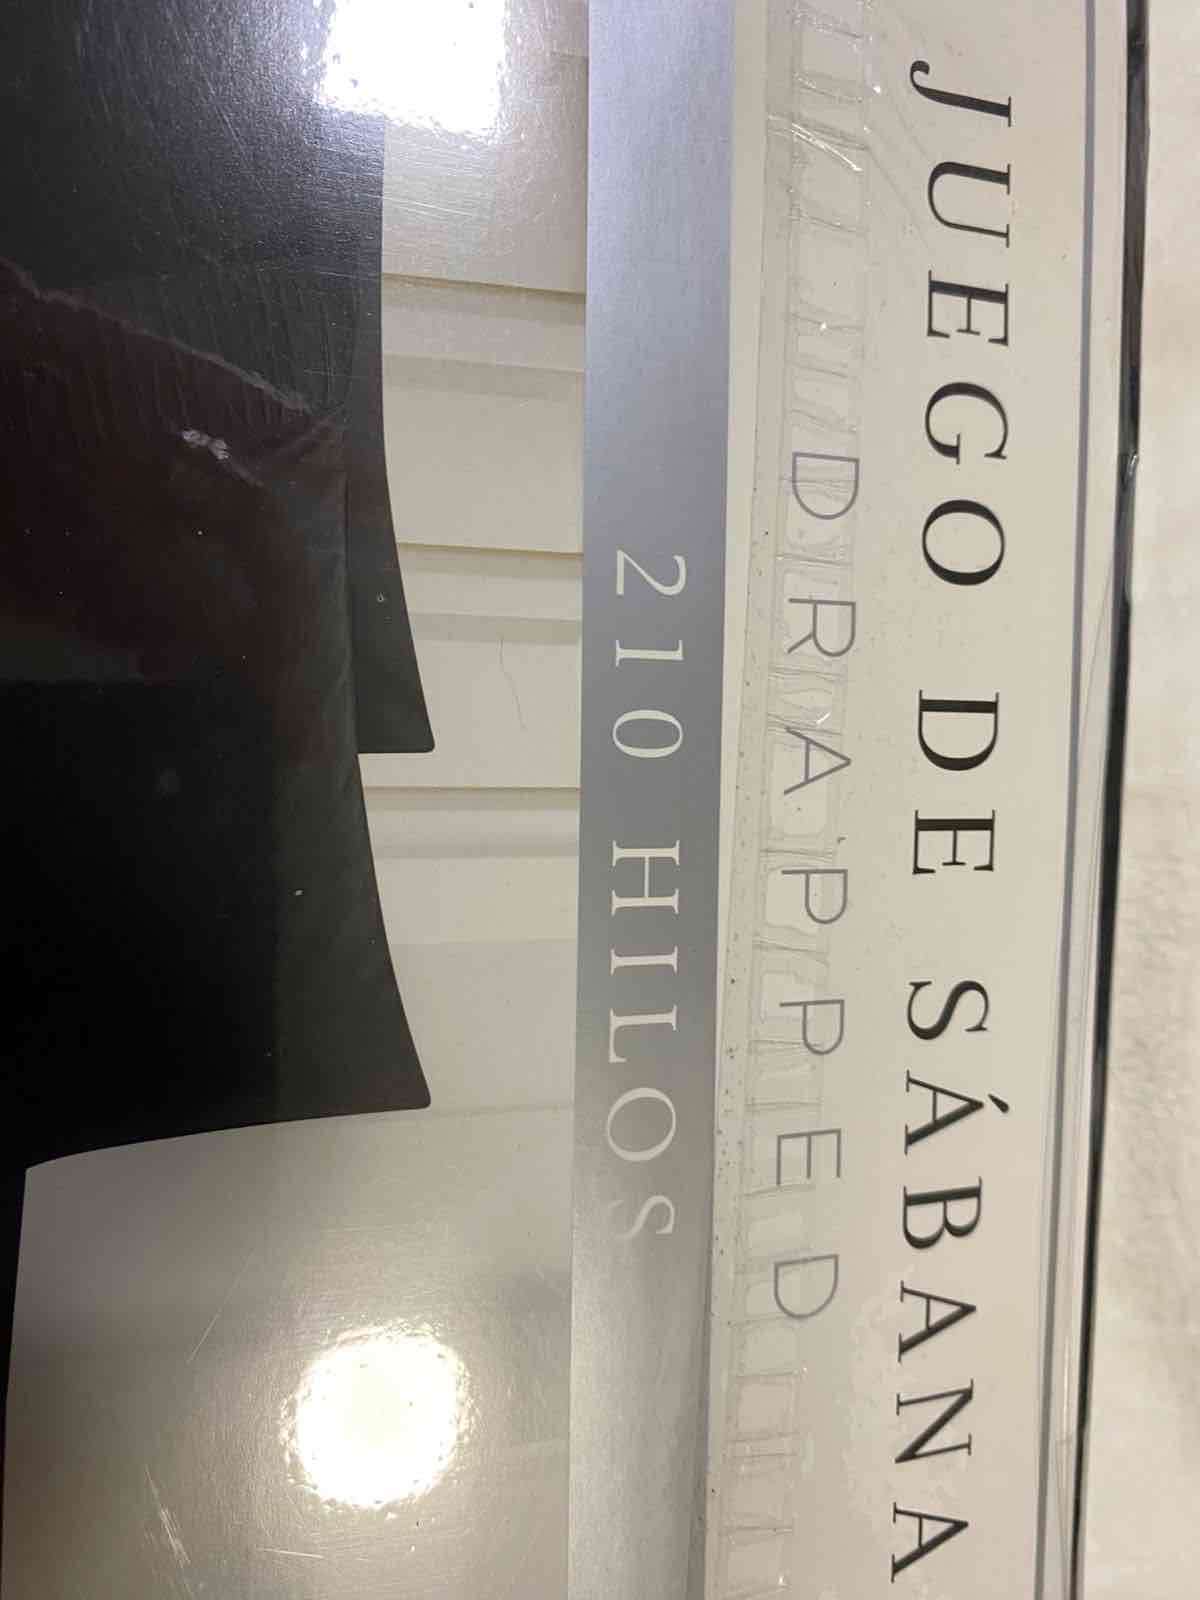 JUEGO DE SÁBANA
DRAPPED
210 HILOS